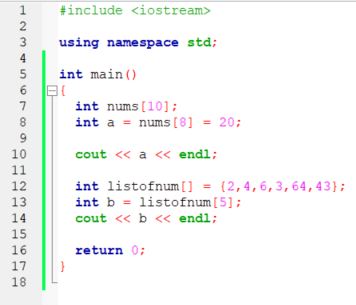 1 #include <iostream>
2
3 using namespace std;
4
5 int main()
6 {
7 int nums[10];
8 int a = nums[8] = 20;
9
10 cout << a << endl;
11
12 int listofnum[] = {2,4,6,3,64,43};
13 int b = listofnum[5];
14 cout << b << endl;
15
16 return 0;
17 }
18